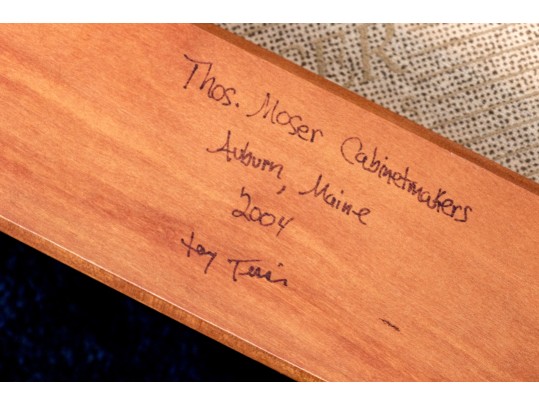 Thos. Moser Cabinetmakers
Auburn, Maine
2004